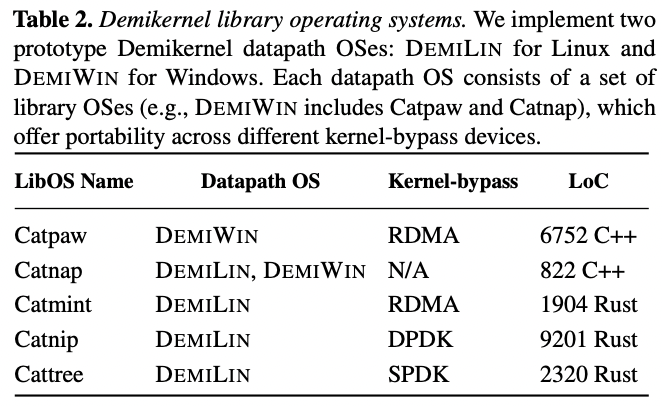 Table 2. Demikernel library operating systems. We implement two
prototype Demikernel datapath OSes: DEMILIN for Linux and
DEMIWIN for Windows. Each datapath OS consists of a set of
library OSes (e.g., DEMIWIN includes Catpaw and Catnap), which
offer portability across different kernel-bypass devices.
LibOS Name Datapath OS Kernel-bypass LoC
Catpaw DEMIWIN RDMA 6752 C++
Catnap DEMILIN, DEMIWIN N/A 822 C++
Catmint DEMILIN RDMA 1904 Rust
Catnip DEMILIN DPDK 9201 Rust
Cattree DEMILIN SPDK 2320 Rust